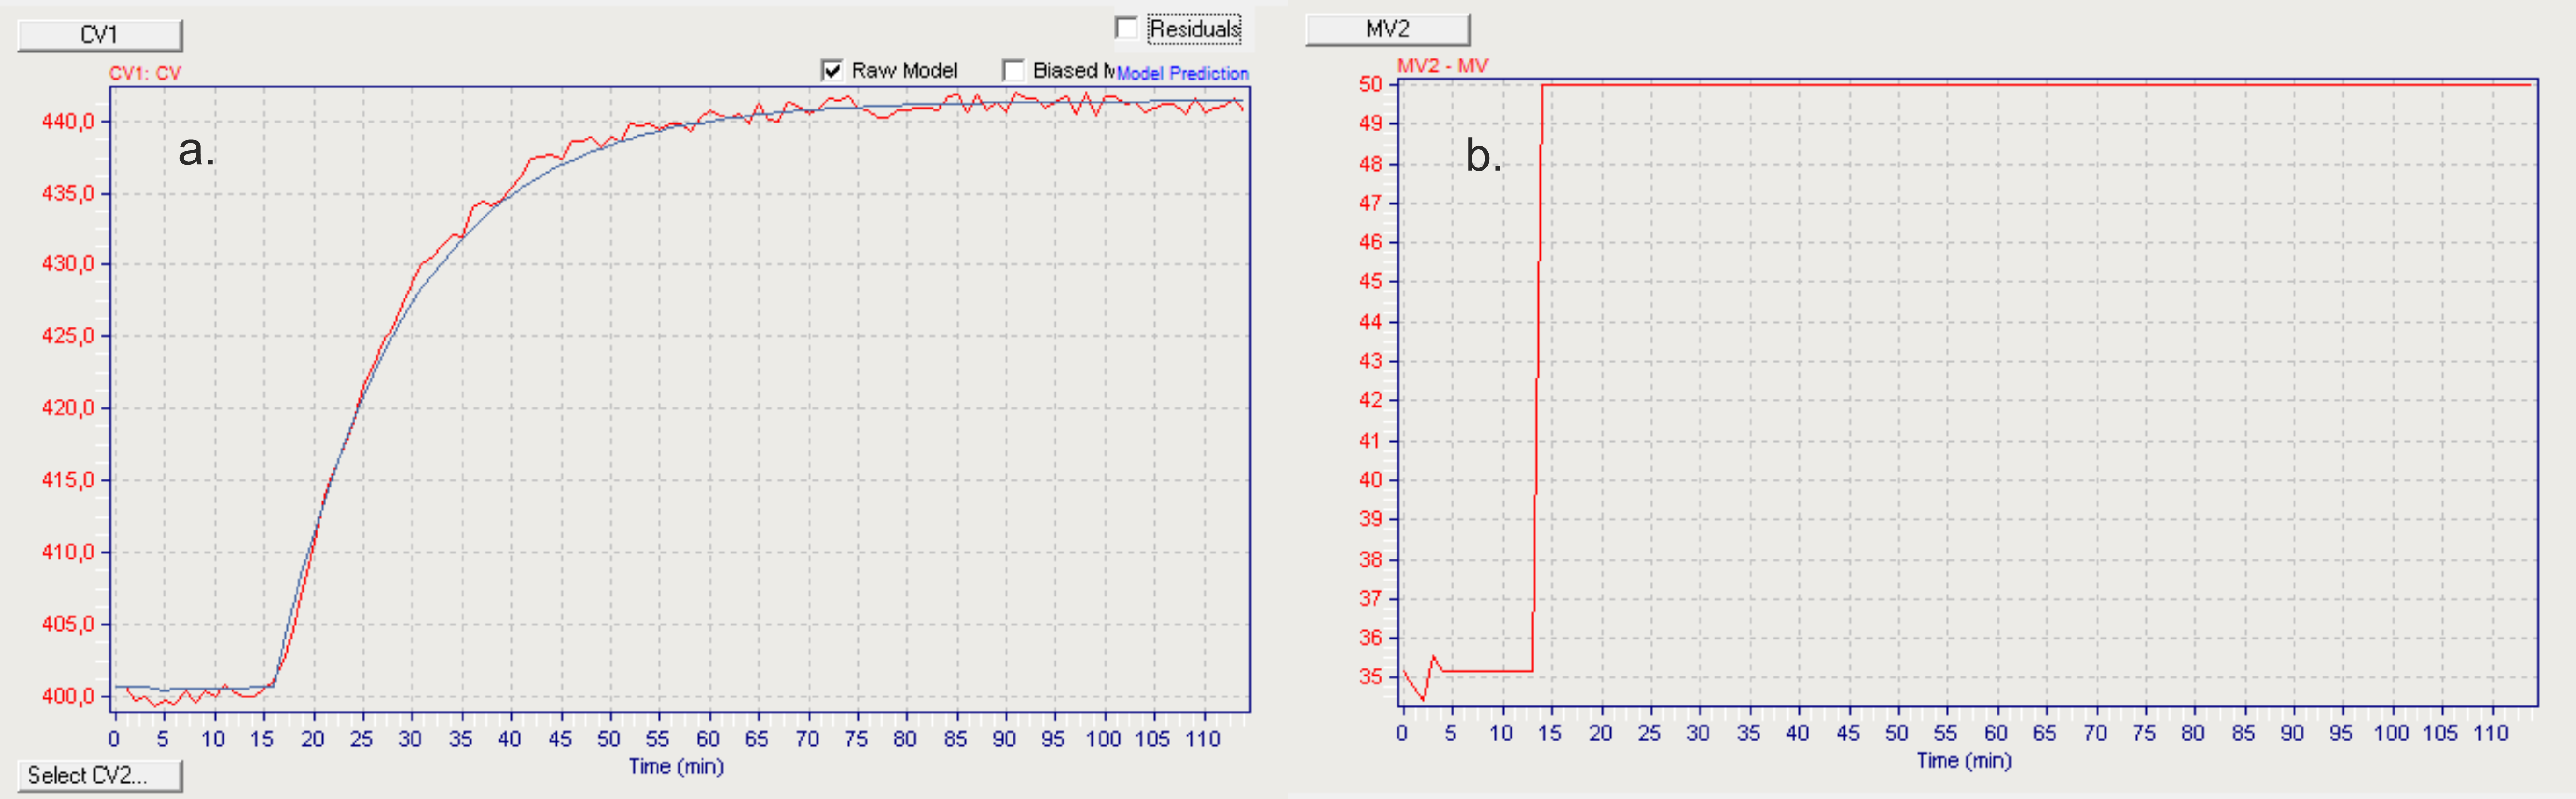 CV1
Residuals
CV1: CV
Raw Model
Biased M
Model Prediction
a.
440,0
435,0
430,0
425,0
420,0
415,0
410,0
405,0
400,0
0 5 10 15 20 25 30 35 40 45 50 55 60 65 70 75 80 85 90 95 100 105 110
Time (min)
Select CV2...
MV2
MV2 - MV
b.
50
49
48
47
46
45
44
43
42
41
40
39
38
37
36
35
0 5 10 15 20 25 30 35 40 45 50 55 60 65 70 75 80 85 90 95 100 105 110
Time (min)